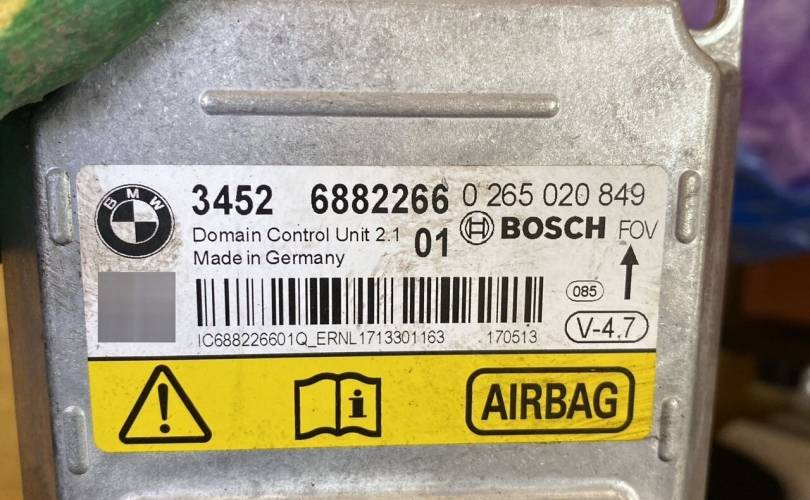 BMW
3452 6882266 0 265 020 849
Domain Control Unit 2.1 01 BOSCH FOV
Made in Germany
085
IC688226601Q_ERNL1713301163 170513 V-4.7
i AIRBAG